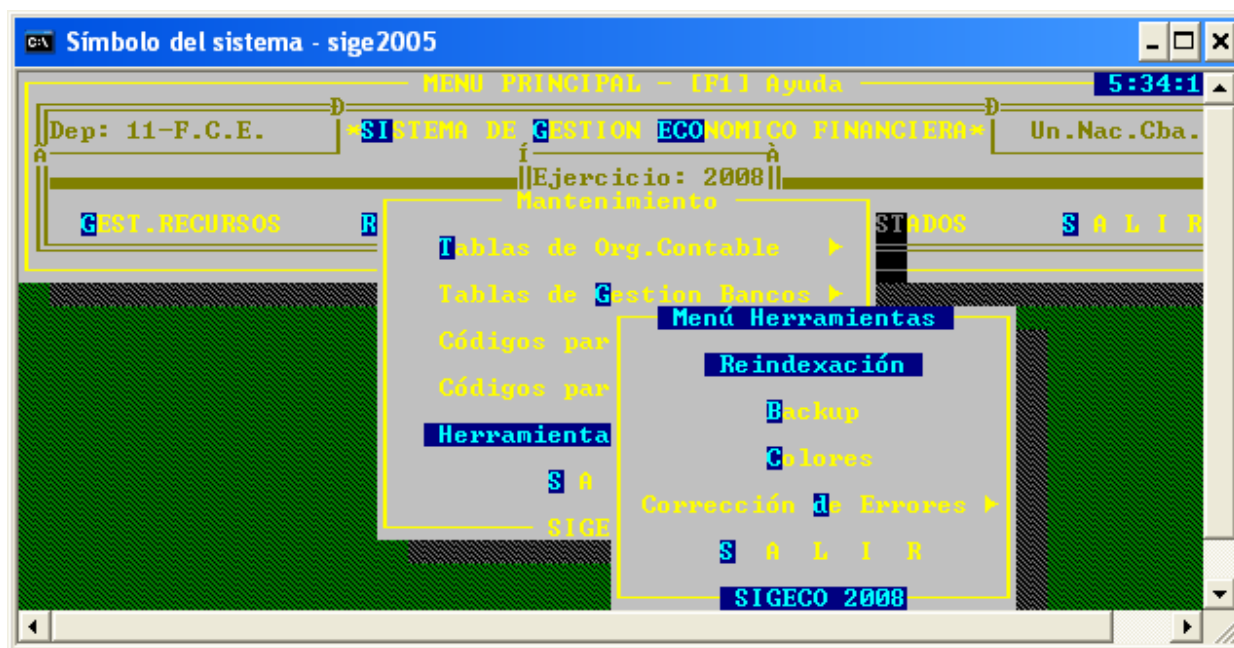 Símbolo del sistema - sige2005
MENU PRINCIPAL - [F1] Ayuda 5:34:1
Dep: 11-F.C.E. *SISTEMA DE GESTION ECONOMICO FINANCIERA* Un.Nac.Cba.
Ejercicio: 2008
Mantenimiento
GEST.RECURSOS R STADOS S A L I R
Tablas de Org.Contable
Tablas de Gestion Bancos
Menú Herramientas
Códigos par
Reindexación
Códigos par
Backup
Herramienta
Colores
S A
Corrección de Errores
SIGE
S A L I R
SIGECO 2008